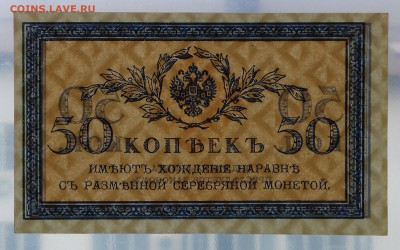 COINS.LAVE.RU
50 КОПѢЕКЪ 50
ИМѢЮТЪ ХОЖДЕНІЕ НАРАВНѢ
СЪ РАЗМѢННОЙ СЕРЕБРЯНОЙ МОНЕТОЙ.